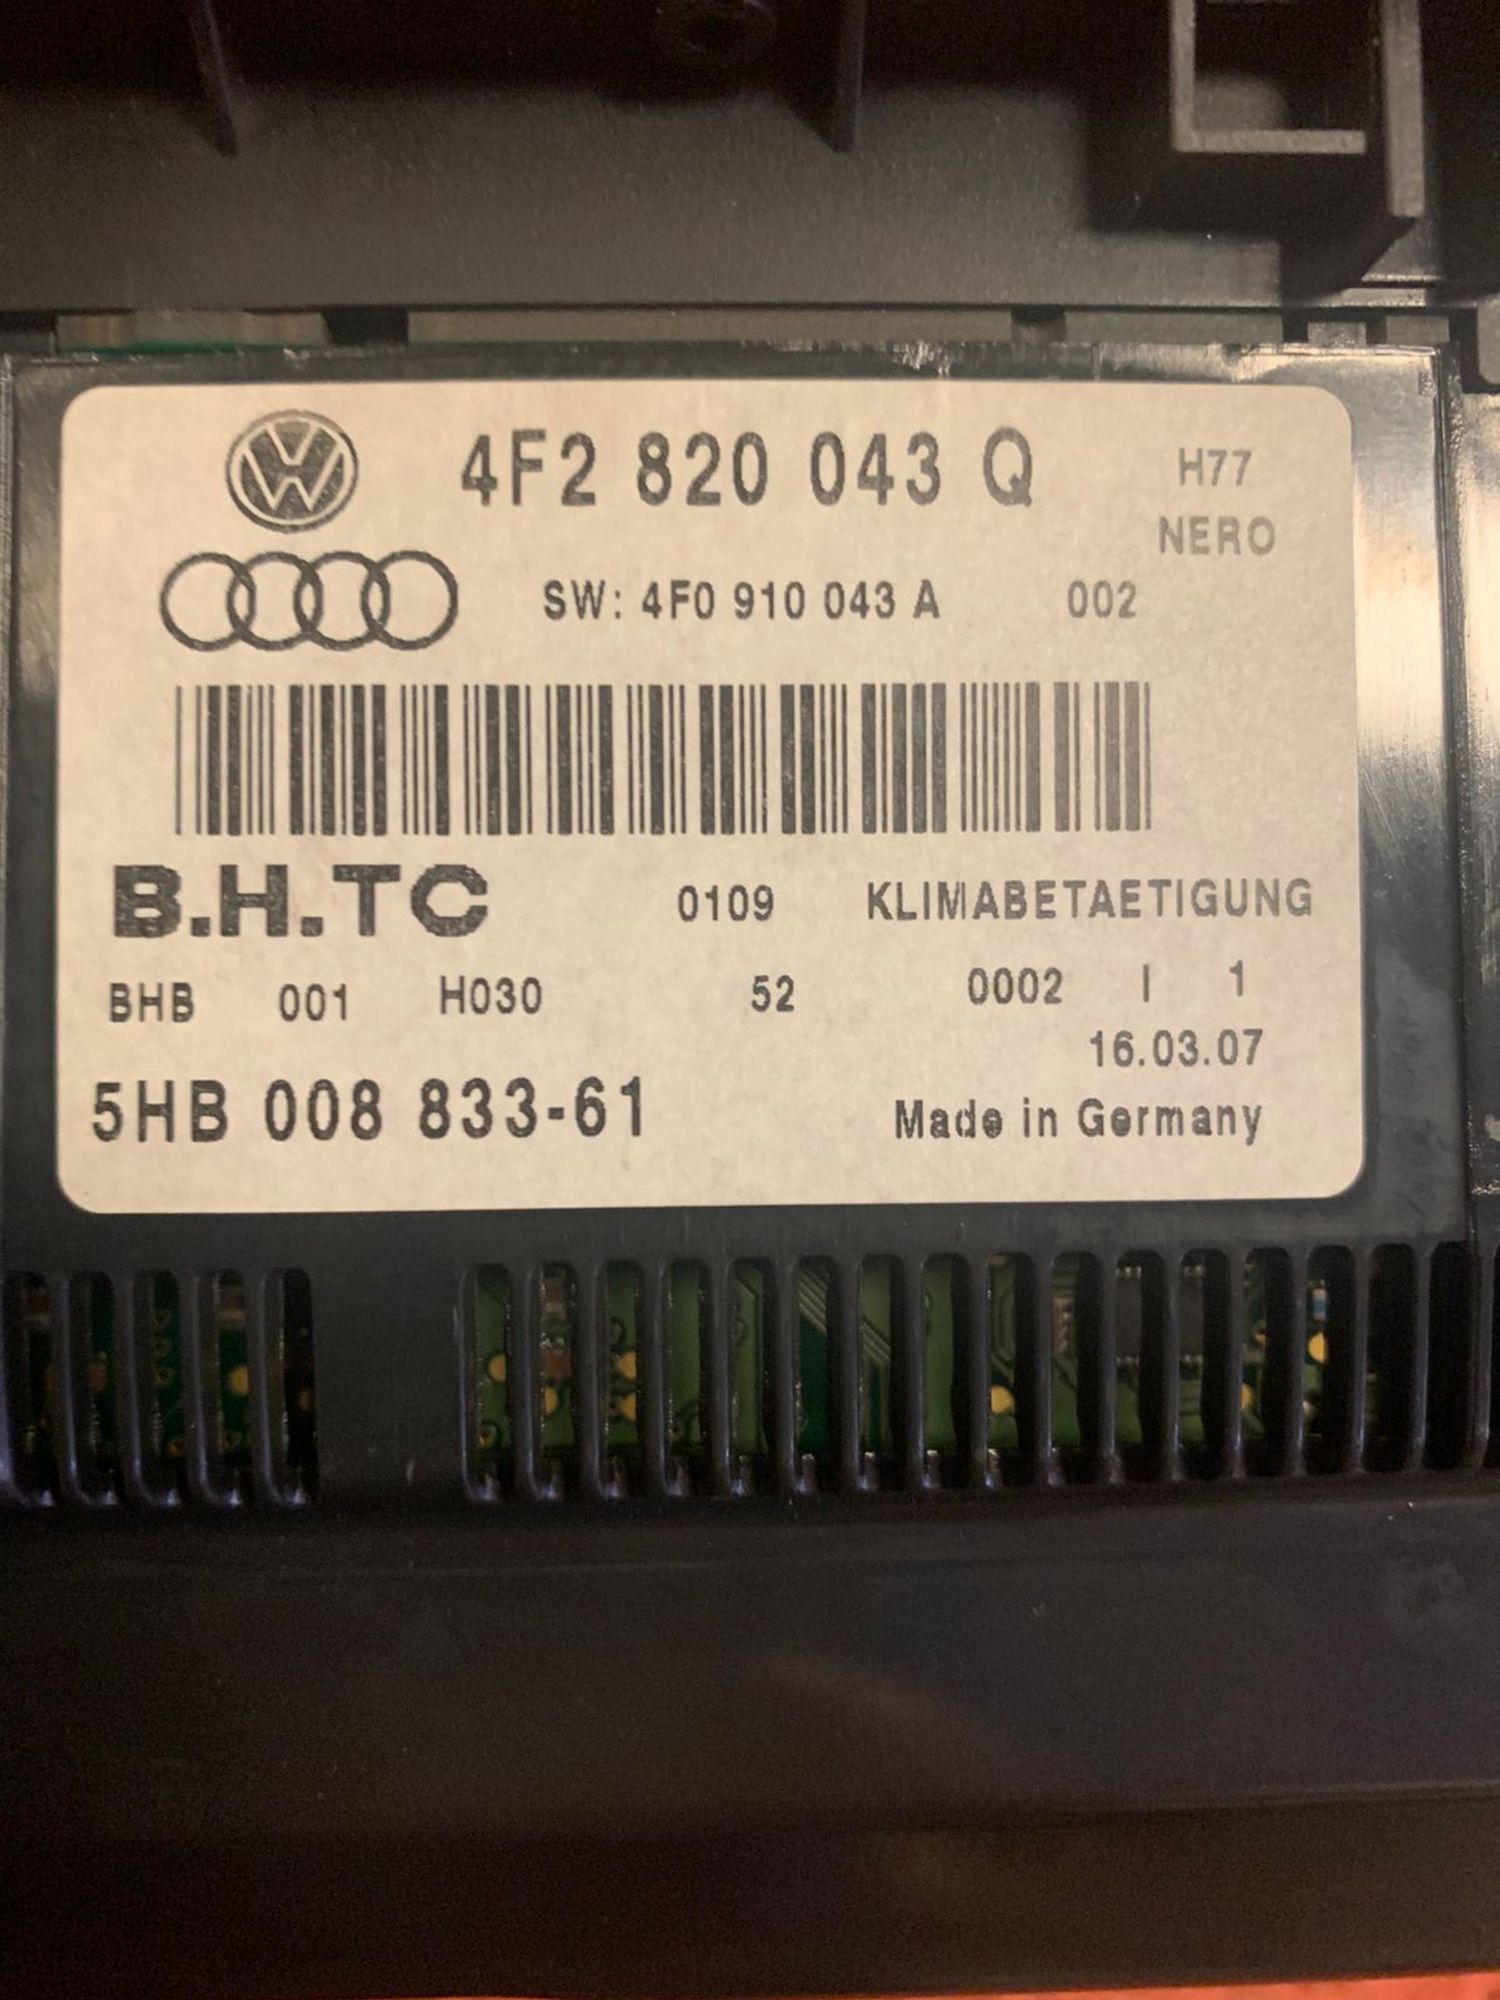 4F2 820 043 Q H77
NERO
SW: 4F0 910 043 A 002
B.H.TC 0109 KLIMABETAETIGUNG
BHB 001 H030 52 0002 I 1
16.03.07
5HB 008 833-61 Made in Germany